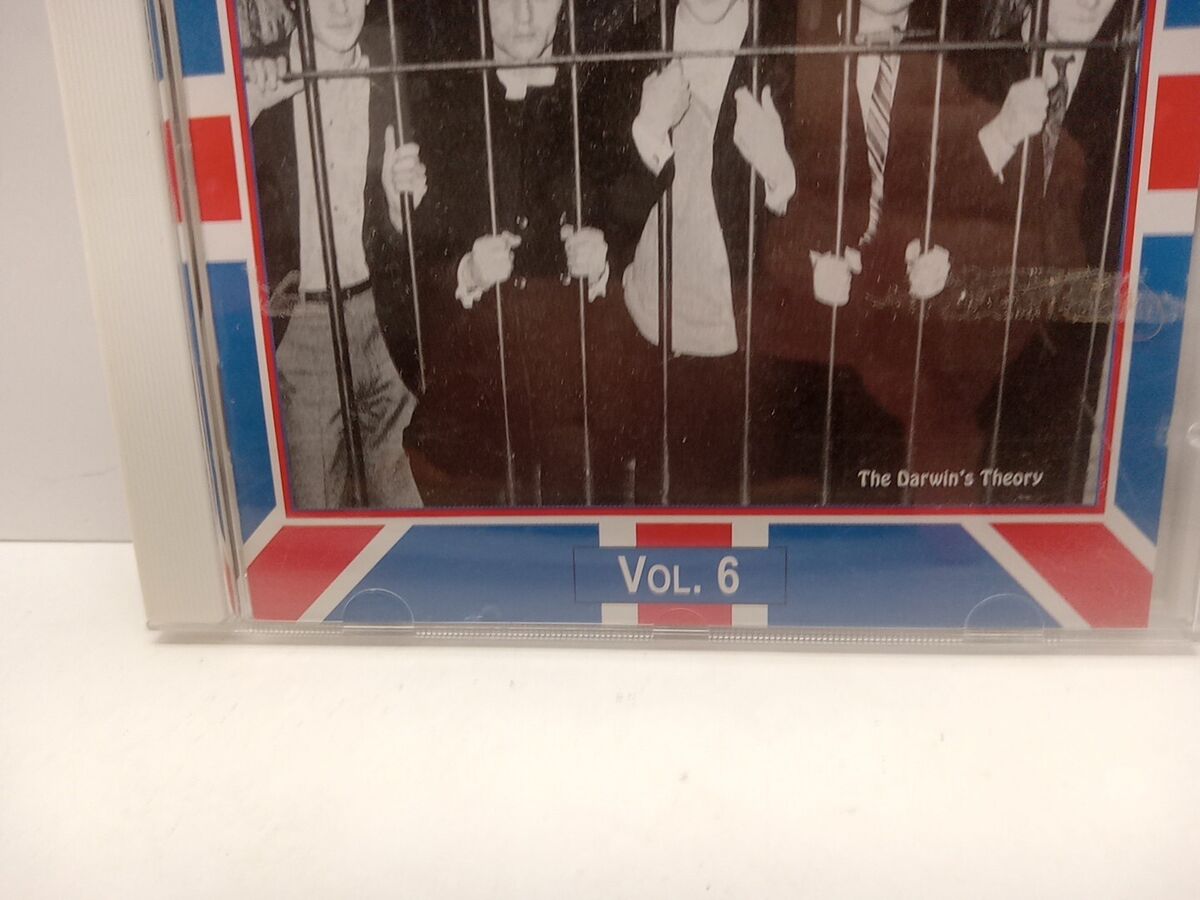 The Darwin's Theory
VOL. 6